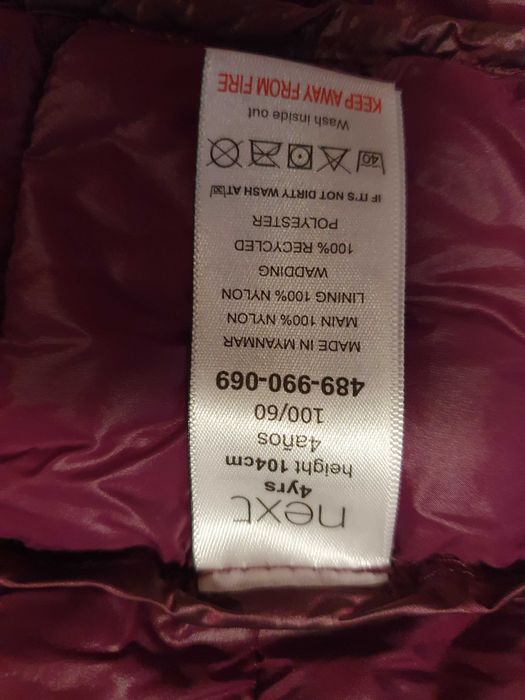 next
4yrs
height 104cm
4años
100/60
489-990-069
MADE IN MYANMAR
MAIN 100% NYLON
LINING 100% NYLON
WADDING
100% RECYCLED
POLYESTER
IF IT'S NOT DIRTY WASH AT 30
40
Wash inside out
KEEP AWAY FROM FIRE